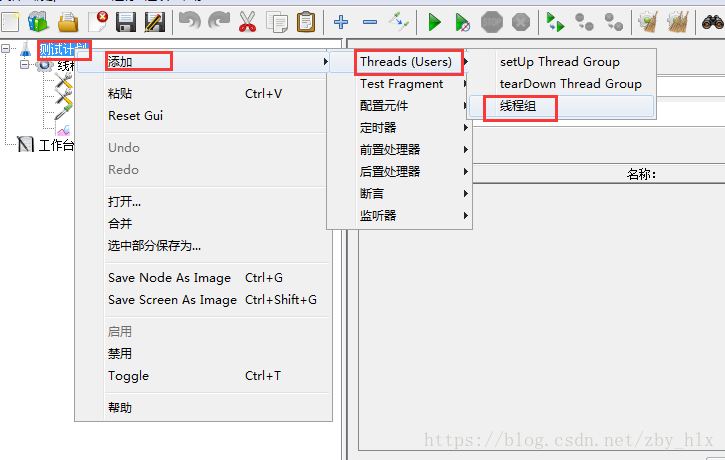 测试计划
线程
工作台
添加
粘贴 Ctrl+V
Reset Gui
Undo
Redo
打开...
合并
选中部分保存为...
Save Node As Image Ctrl+G
Save Screen As Image Ctrl+Shift+G
启用
禁用
Toggle Ctrl+T
帮助
Threads (Users)
Test Fragment
配置元件
定时器
前置处理器
后置处理器
断言
监听器
setUp Thread Group
tearDown Thread Group
线程组
名称:
https://blog.csdn.net/zby_hlx